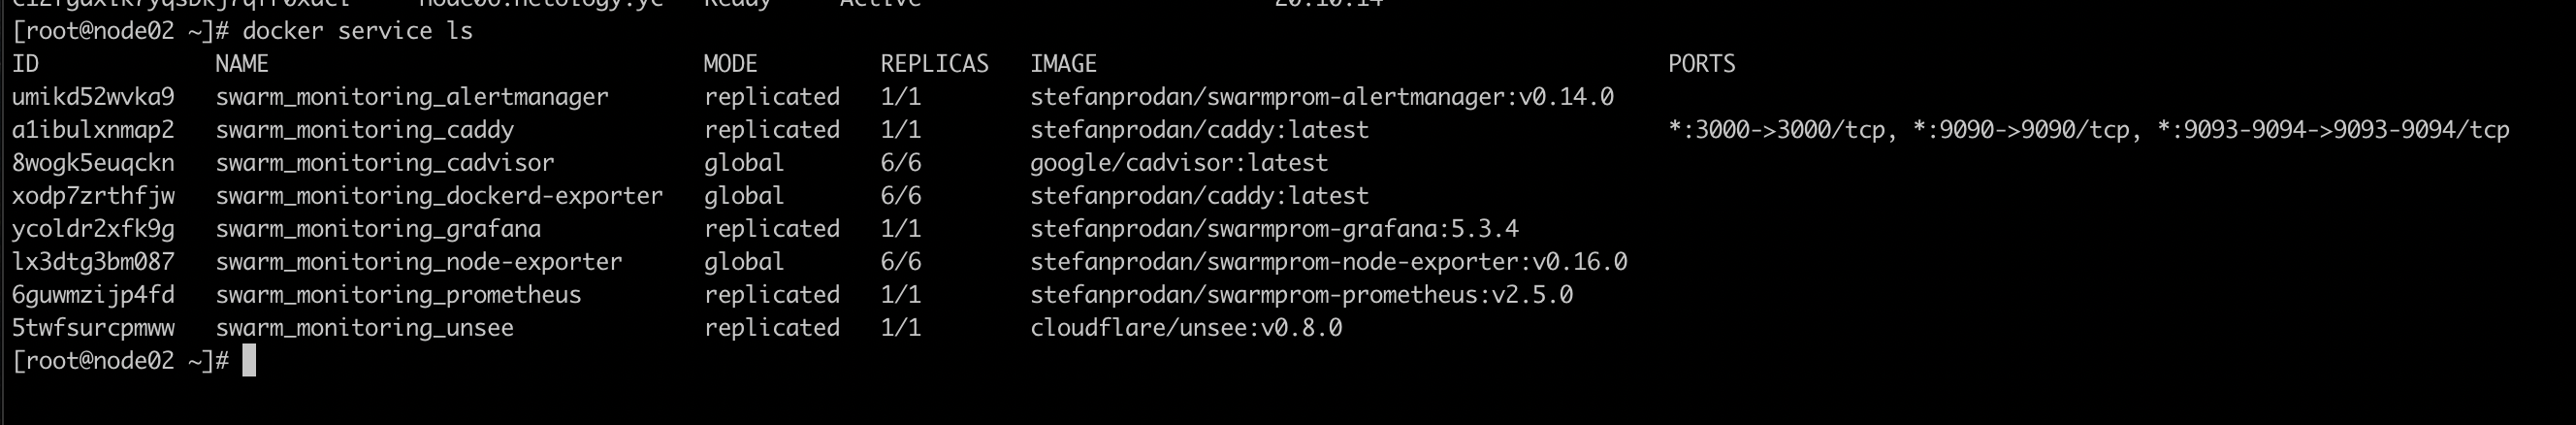 [root@node02 ~]# docker service ls
ID NAME MODE REPLICAS IMAGE PORTS
umikd52wvka9 swarm_monitoring_alertmanager replicated 1/1 stefanprodan/swarmprom-alertmanager:v0.14.0
a1ibulxnmap2 swarm_monitoring_caddy replicated 1/1 stefanprodan/caddy:latest *:3000->3000/tcp, *:9090->9090/tcp, *:9093-9094->9093-9094/tcp
8wogk5euqckn swarm_monitoring_cadvisor global 6/6 google/cadvisor:latest
xodp7zrthfjw swarm_monitoring_dockerd-exporter global 6/6 stefanprodan/caddy:latest
ycoldr2xfk9g swarm_monitoring_grafana replicated 1/1 stefanprodan/swarmprom-grafana:5.3.4
lx3dtg3bm087 swarm_monitoring_node-exporter global 6/6 stefanprodan/swarmprom-node-exporter:v0.16.0
6guwmzijp4fd swarm_monitoring_prometheus replicated 1/1 stefanprodan/swarmprom-prometheus:v2.5.0
5twfsurcpmww swarm_monitoring_unsee replicated 1/1 cloudflare/unsee:v0.8.0
[root@node02 ~]#